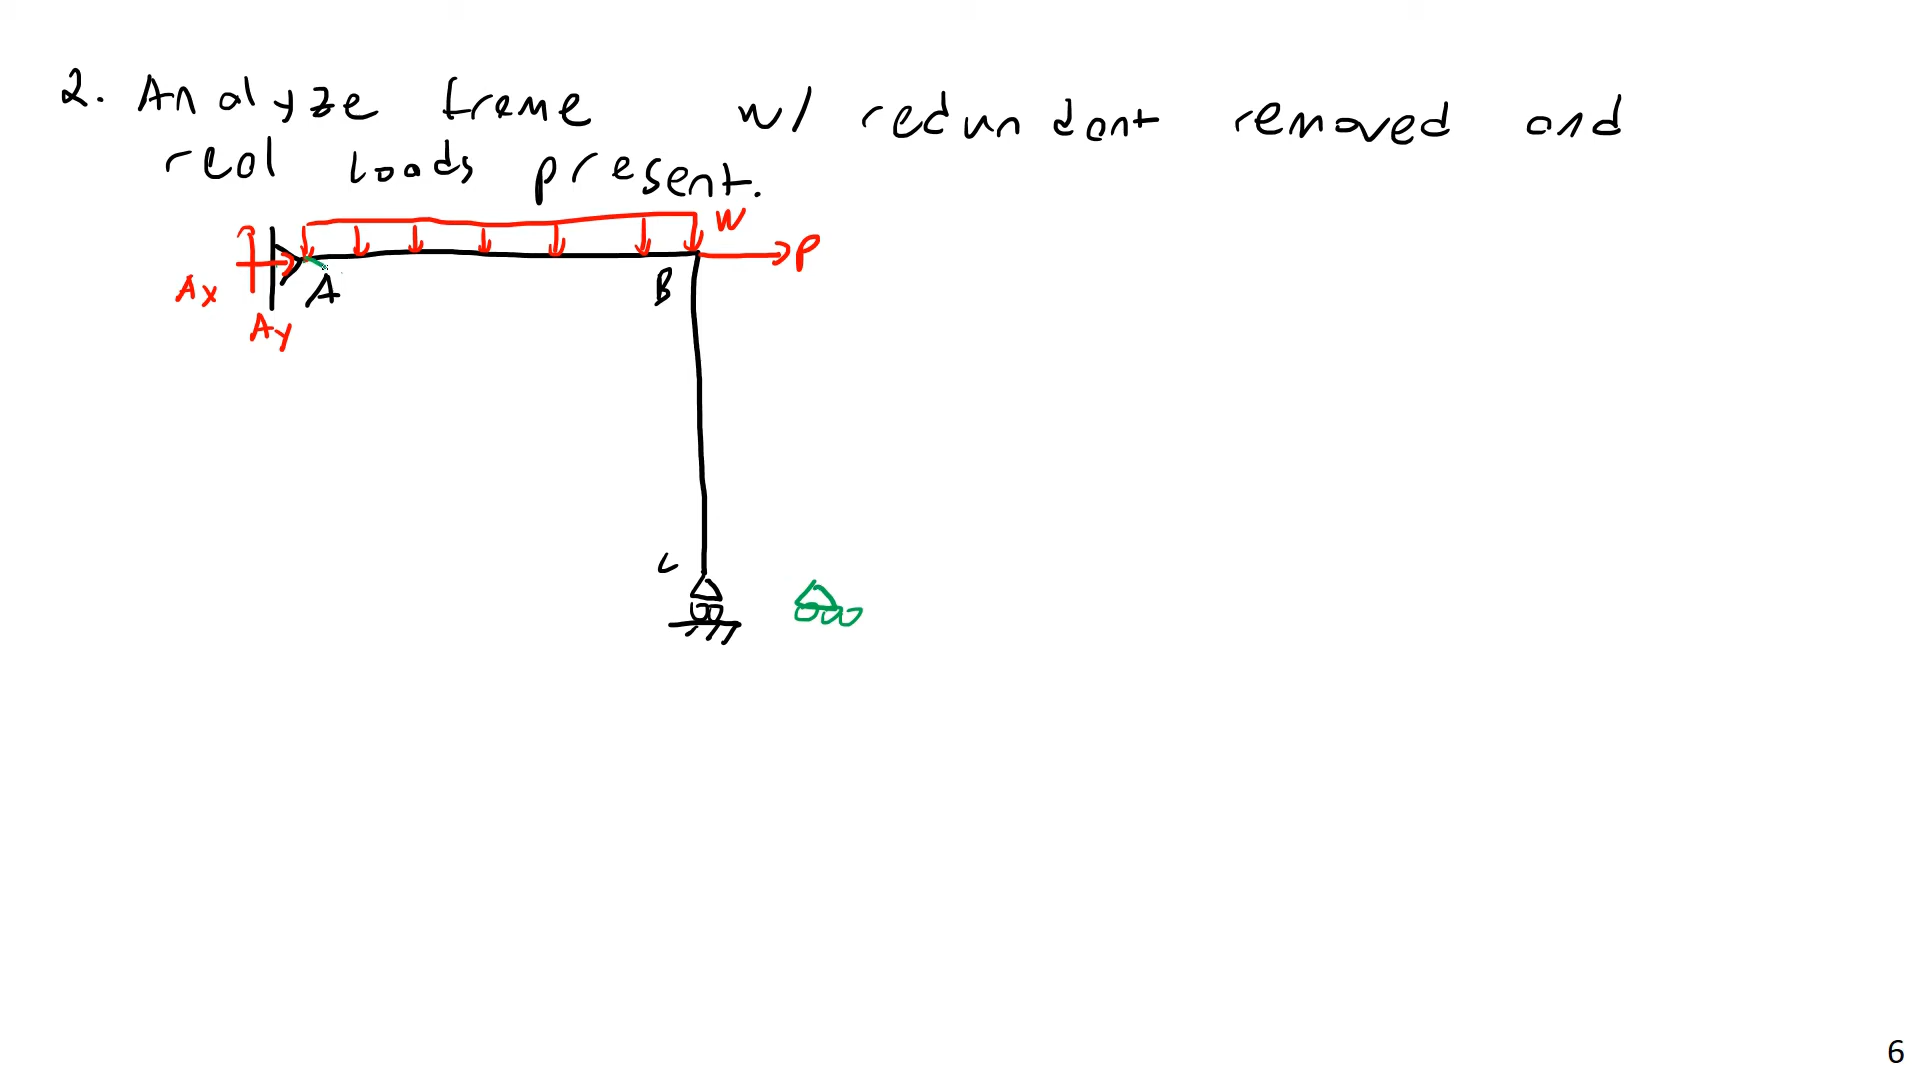 2. Analyze frame w/ redundant removed and
real loads present.
w
P
Ax
A
B
Ay
C
6